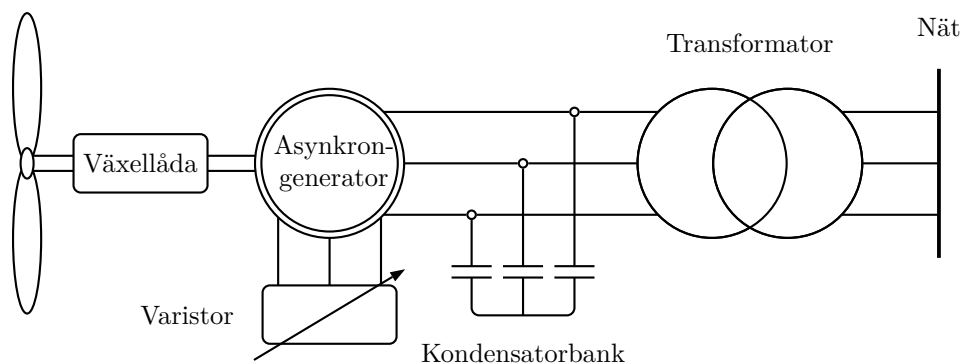 Nät
Transformator
Växellåda
Asynkron-
generator
Varistor
Kondensatorbank